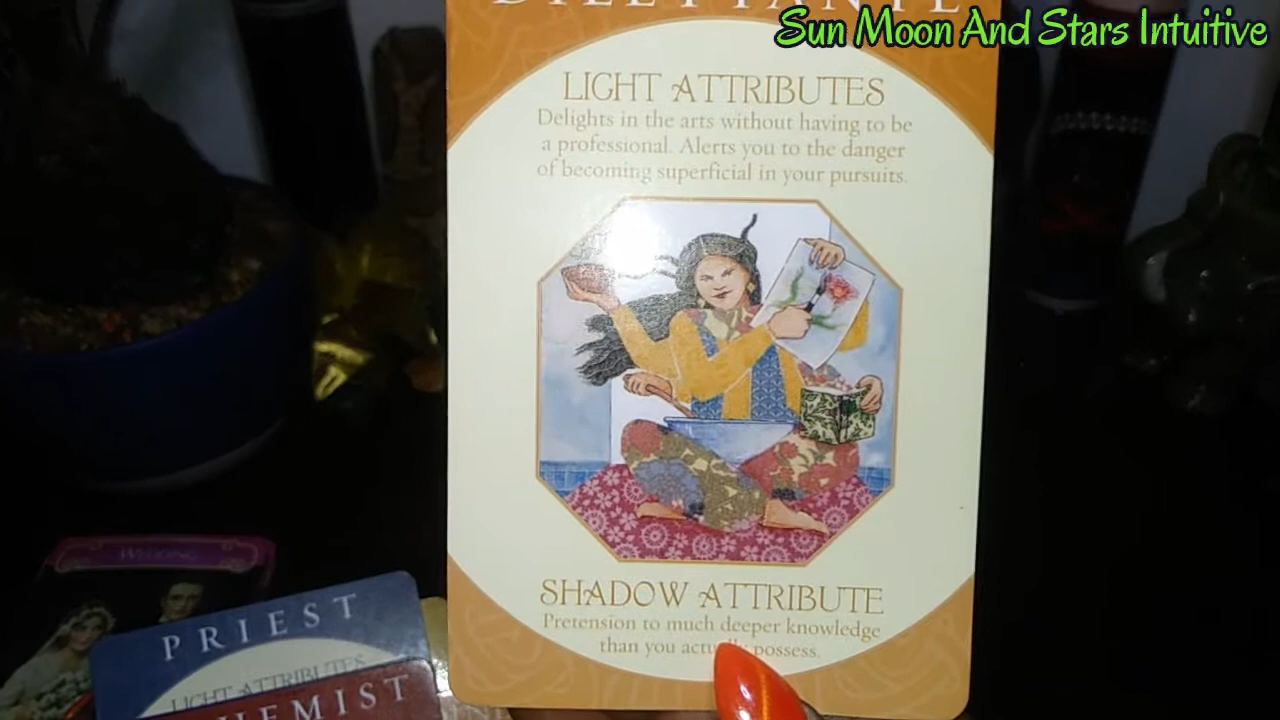 Sun Moon And Stars Intuitive
DILETTANTE
LIGHT ATTRIBUTES
Delights in the arts without having to be
a professional. Alerts you to the danger
of becoming superficial in your pursuits.
SHADOW ATTRIBUTE
Pretension to much deeper knowledge
than you actually possess.
WEDDING
PRIEST
LIGHT ATTRIBUTES
HEMIST